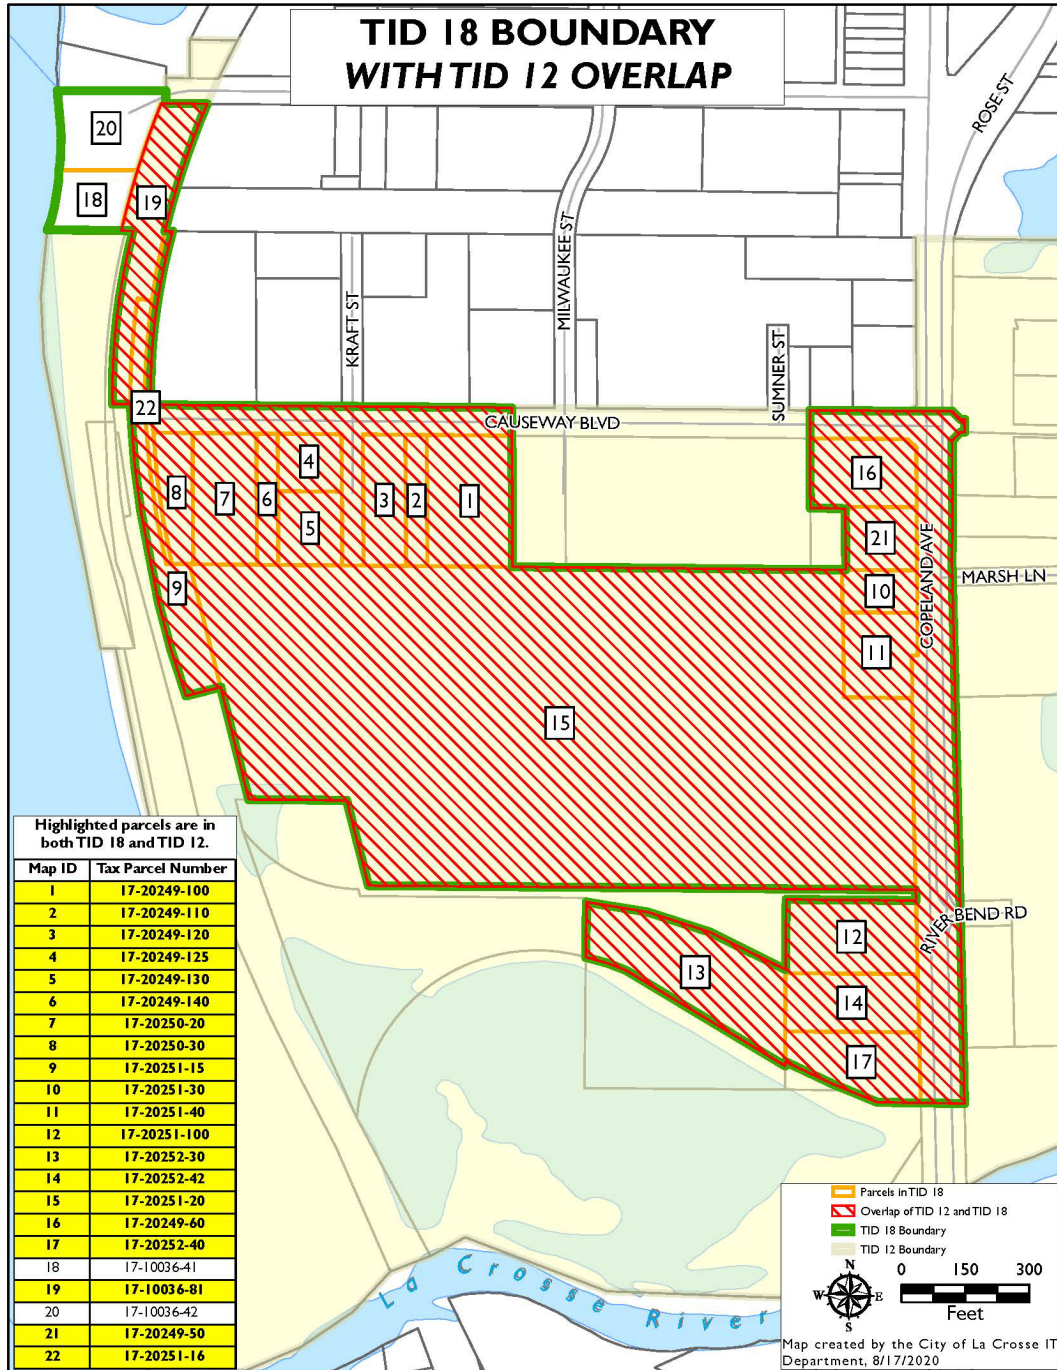 TID 18 BOUNDARY
WITH TID 12 OVERLAP
ROSE ST
20
18
19
MILWAUKEE ST
KRAFT ST
SUMNER ST
22
CAUSEWAY BLVD
4
16
8
7
6
3
2
1
5
21
COPELAND AVE
MARSH LN
9
10
11
15
RIVER BEND RD
12
13
14
17
Highlighted parcels are in
both TID 18 and TID 12.
Map ID Tax Parcel Number
1 17-20249-100
2 17-20249-110
3 17-20249-120
4 17-20249-125
5 17-20249-130
6 17-20249-140
7 17-20250-20
8 17-20250-30
9 17-20251-15
10 17-20251-30
11 17-20251-40
12 17-20251-100
13 17-20252-30
14 17-20252-42
15 17-20251-20
16 17-20249-60
17 17-20252-40
18 17-10036-41
19 17-10036-81
20 17-10036-42
21 17-20249-50
22 17-20251-16
La Crosse River
Parcels in TID 18
Overlap of TID 12 and TID 18
TID 18 Boundary
TID 12 Boundary
N
W E
S
0 150 300
Feet
Map created by the City of La Crosse IT
Department, 8/17/2020